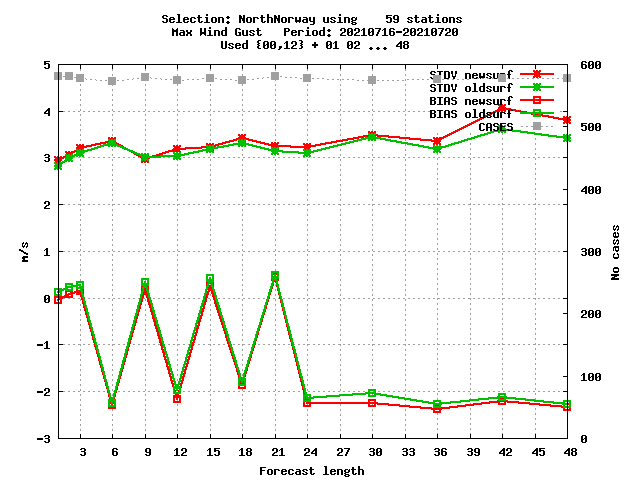 Selection: NorthNorway using    59 stations
Max Wind Gust   Period: 20210716-20210720
Used {00,12} + 01 02 ... 48
STDV newsurf
STDV oldsurf
BIAS newsurf
BIAS oldsurf
CASES
5
4
3
2
1
0
-1
-2
-3
m/s
600
500
400
300
200
100
0
No cases
3 6 9 12 15 18 21 24 27 30 33 36 39 42 45 48
Forecast length